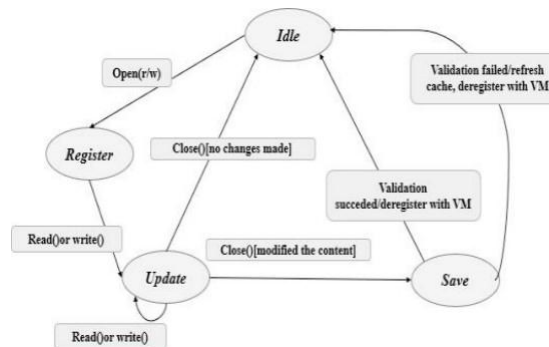 Idle
Open(r/w)
Validation failed/refresh
cache, deregister with VM
Register
Close()[no changes made]
Validation
succeded/deregister with VM
Read()or write()
Close()[modified the content]
Update
Save
Read()or write()